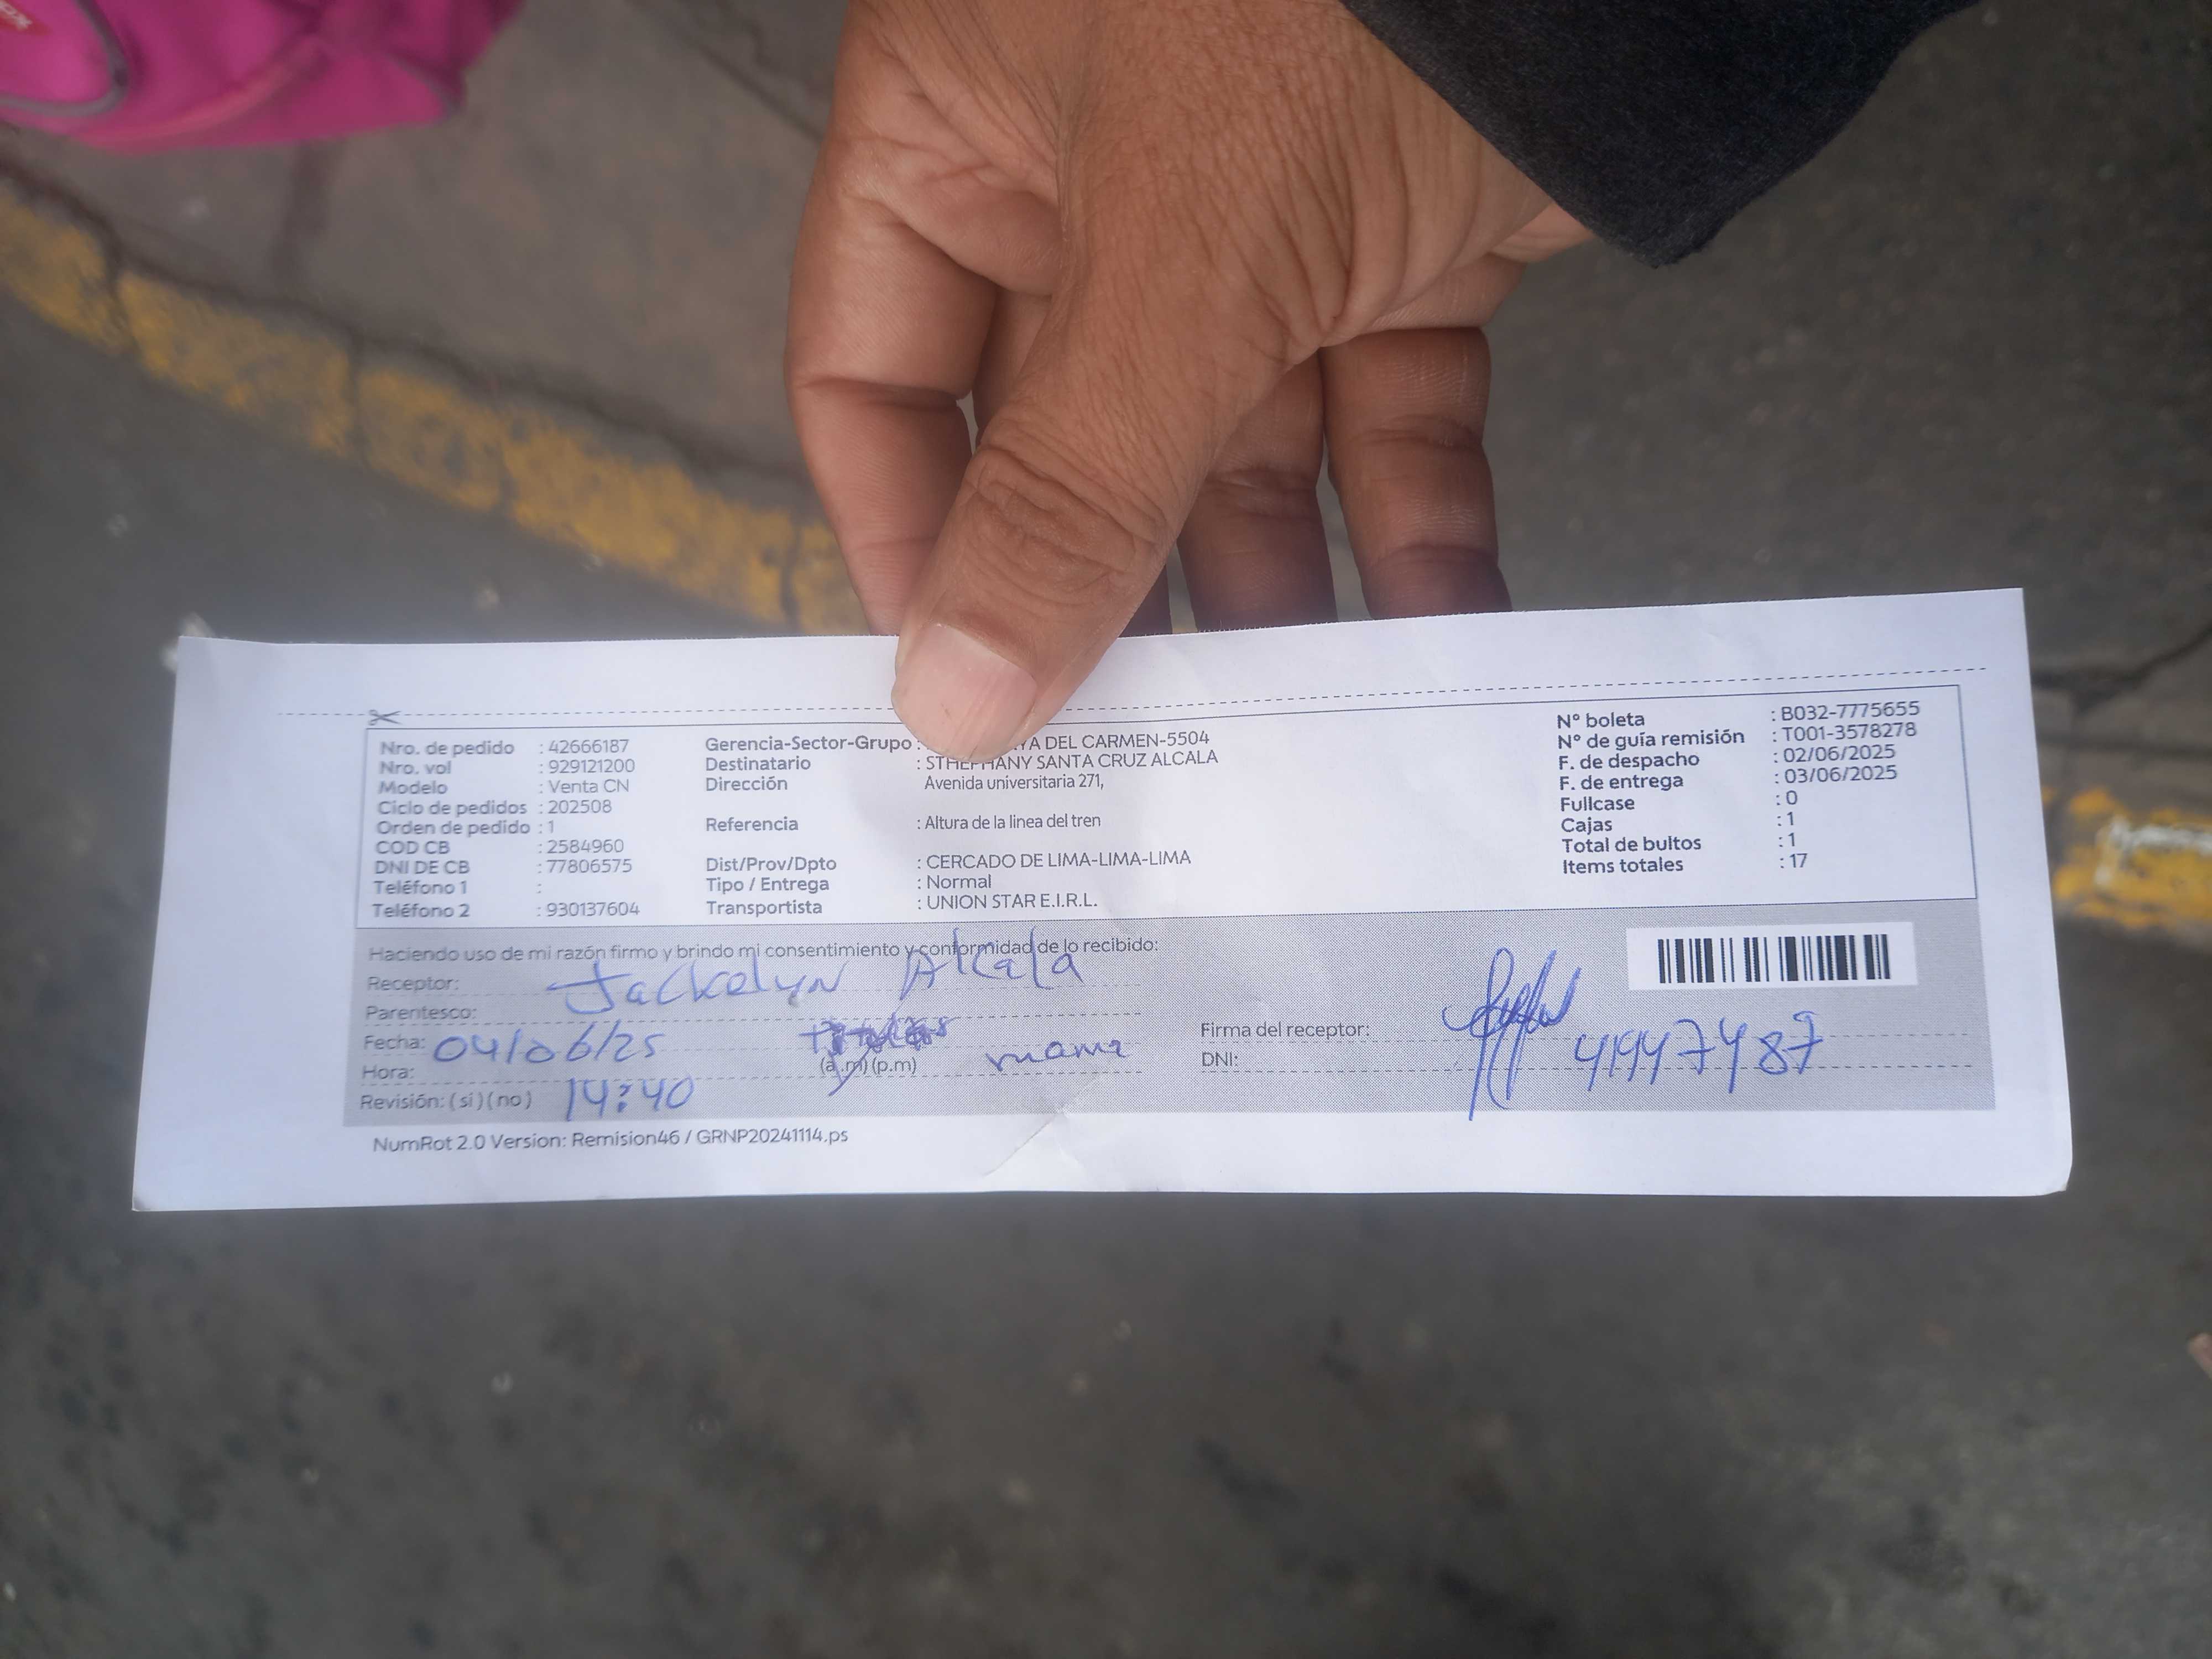 Nro. de pedido : 42666187
Nro. vol : 929121200
Modelo : Venta CN
Ciclo de pedidos : 202508
Orden de pedido : 1
COD CB : 2584960
DNI DE CB : 77806575
Teléfono 1 :
Teléfono 2 : 930137604
Gerencia-Sector-Grupo : DEL CARMEN-5504
Destinatario : STHEPHANY SANTA CRUZ ALCALA
Dirección Avenida universitaria 271,
Referencia : Altura de la linea del tren
Dist/Prov/Dpto : CERCADO DE LIMA-LIMA-LIMA
Tipo / Entrega : Normal
Transportista : UNION STAR E.I.R.L.
N° boleta : B032-7775655
N° de guía remisión : T001-3578278
F. de despacho : 02/06/2025
F. de entrega : 03/06/2025
Fullcase : 0
Cajas : 1
Total de bultos : 1
Items totales : 17
Haciendo uso de mi razón firmo y brindo mi consentimiento y conformidad de lo recibido:
Receptor: Jackelyn Alcala
Parentesco: mama
Fecha: 04/06/25
Hora: 14:40 (a.m) (p.m)
Revisión: ( si ) ( no )
Firma del receptor:
DNI: 41947487
NumRot 2.0 Version: Remision46 / GRNP20241114.ps